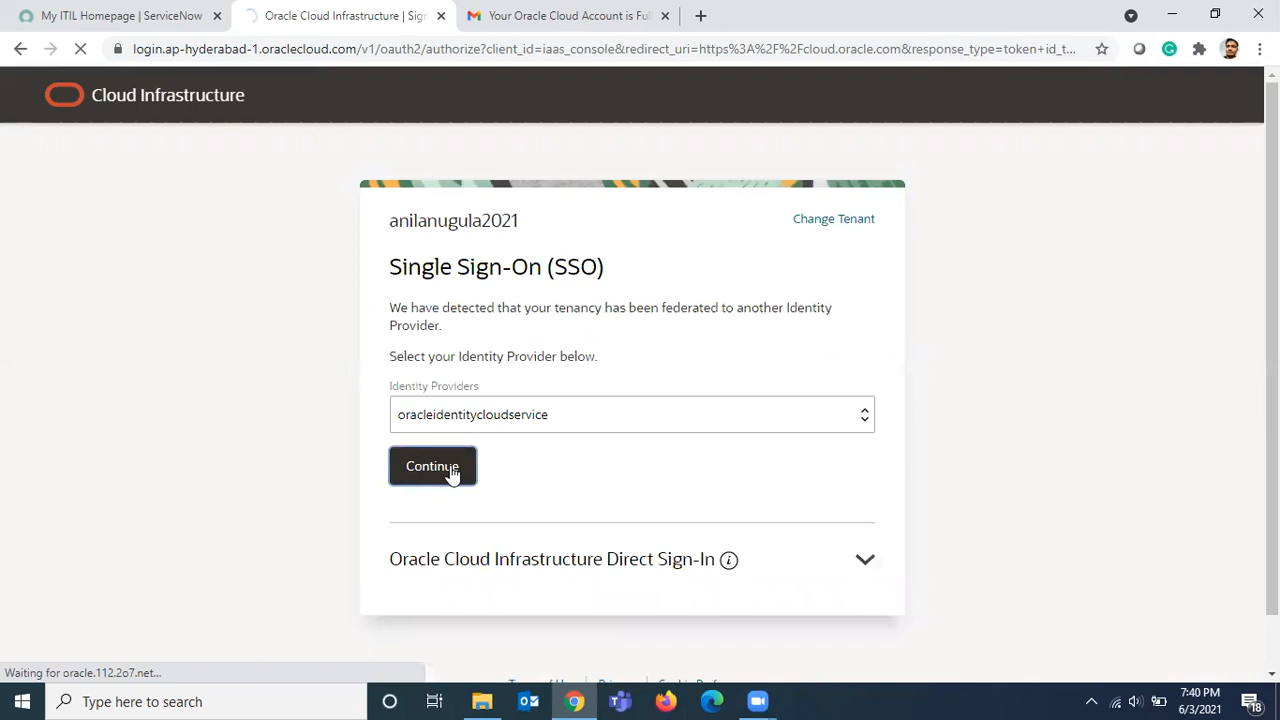 My ITIL Homepage | ServiceNow
Oracle Cloud Infrastructure | Sig
Your Oracle Cloud Account is Ful
login.ap-hyderabad-1.oraclecloud.com/v1/oauth2/authorize?client_id=iaas_console&redirect_uri=https%3A%2F%2Fcloud.oracle.com&response_type=token+id_t...
Cloud Infrastructure
anilanugula2021
Change Tenant
Single Sign-On (SSO)
We have detected that your tenancy has been federated to another Identity
Provider.
Select your Identity Provider below.
Identity Providers
oracleidentitycloudservice
Continue
Oracle Cloud Infrastructure Direct Sign-In
Waiting for oracle.112.2o7.net...
Type here to search
7:40 PM
6/3/2021
18